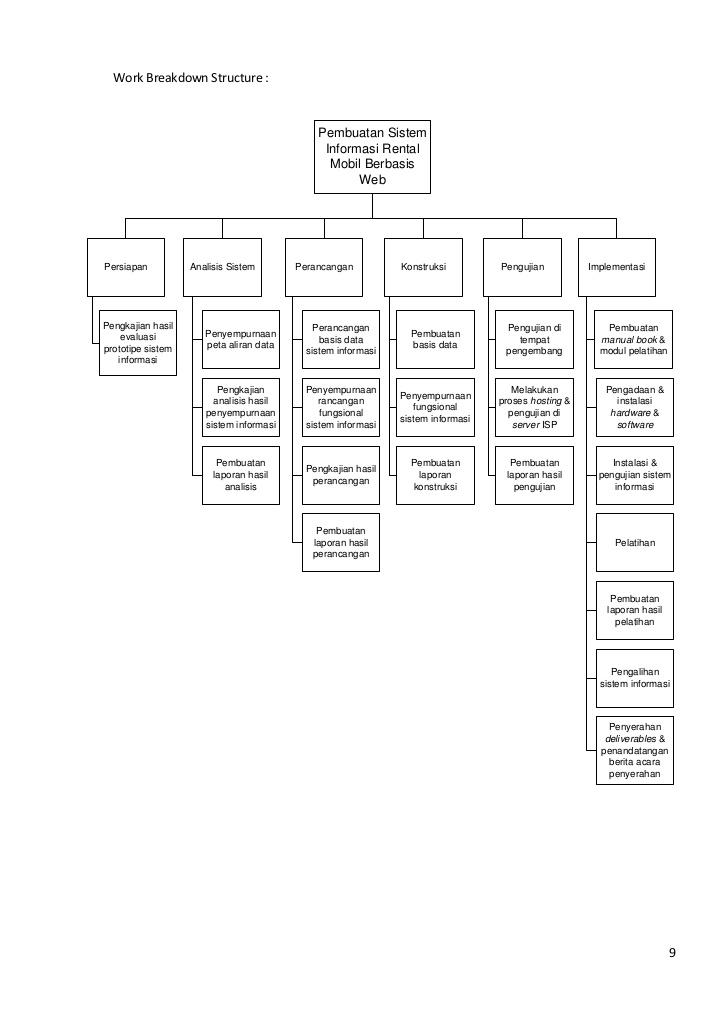 Work Breakdown Structure :
Pembuatan Sistem
Informasi Rental
Mobil Berbasis
Web
Persiapan
Analisis Sistem
Perancangan
Konstruksi
Pengujian
Implementasi
Pengkajian hasil
evaluasi
prototipe sistem
informasi
Penyempurnaan
peta aliran data
Pengkajian
analisis hasil
penyempurnaan
sistem informasi
Pembuatan
laporan hasil
analisis
Perancangan
basis data
sistem informasi
Penyempurnaan
rancangan
fungsional
sistem informasi
Pengkajian hasil
perancangan
Pembuatan
laporan hasil
perancangan
Pembuatan
basis data
Penyempurnaan
fungsional
sistem informasi
Pembuatan
laporan
konstruksi
Pengujian di
tempat
pengembang
Melakukan
proses hosting &
pengujian di
server ISP
Pembuatan
laporan hasil
pengujian
Pembuatan
manual book &
modul pelatihan
Pengadaan &
instalasi
hardware &
software
Instalasi &
pengujian sistem
informasi
Pelatihan
Pembuatan
laporan hasil
pelatihan
Pengalihan
sistem informasi
Penyerahan
deliverables &
penandatangan
berita acara
penyerahan
9